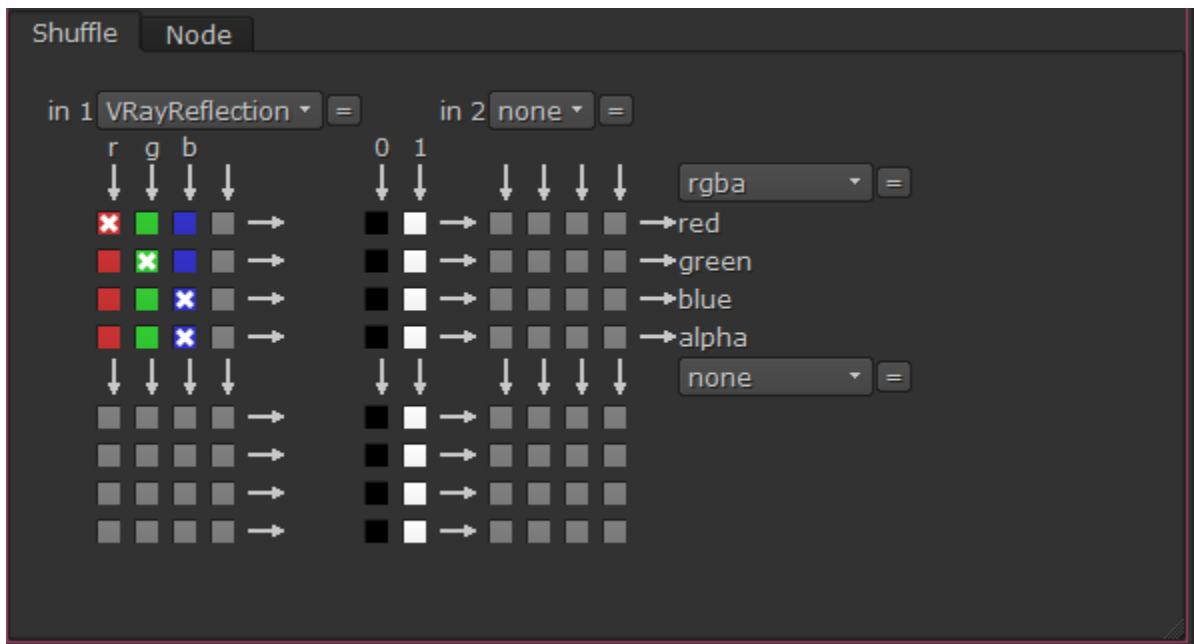 Shuffle Node
in 1 VRayReflection = in 2 none =
r g b 0 1
rgba =
red
green
blue
alpha
none =